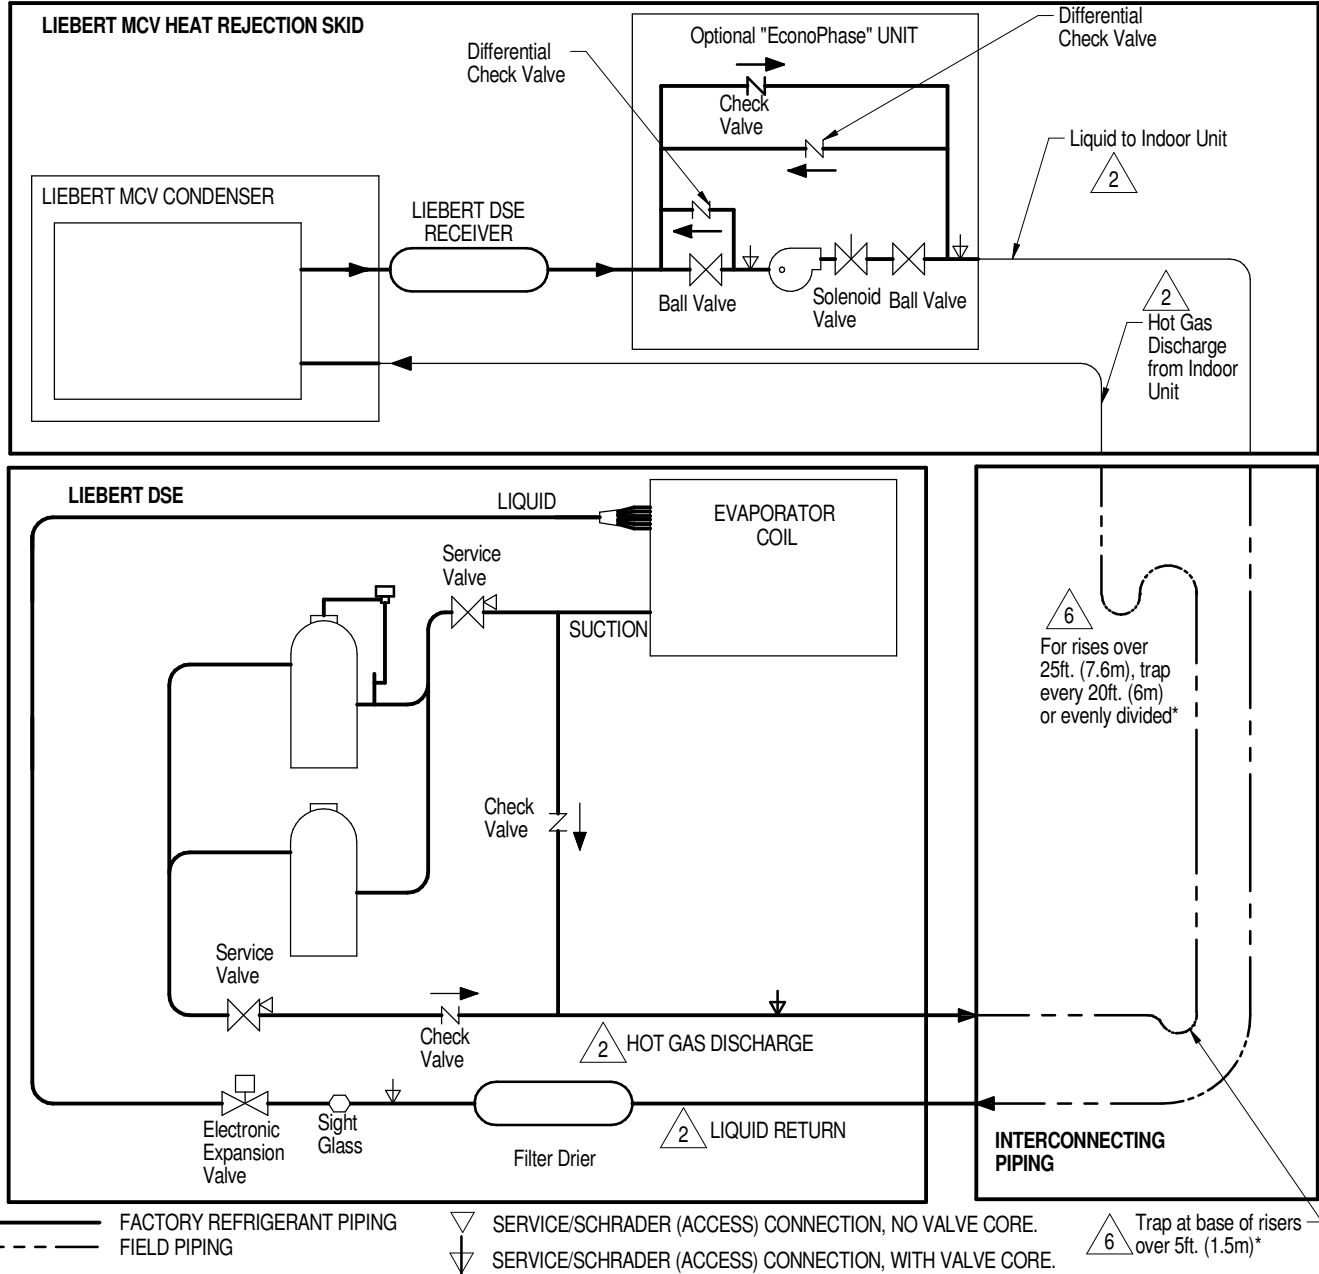 LIEBERT MCV HEAT REJECTION SKID
Differential
Check Valve
Optional "EconoPhase" UNIT
Differential
Check Valve
Check
Valve
Liquid to Indoor Unit
2
LIEBERT MCV CONDENSER
LIEBERT DSE
RECEIVER
Ball Valve
Solenoid
Valve
Ball Valve
2
Hot Gas
Discharge
from Indoor
Unit
LIEBERT DSE
LIQUID
EVAPORATOR
COIL
Service
Valve
SUCTION
6
For rises over
25ft. (7.6m), trap
every 20ft. (6m)
or evenly divided*
Check
Valve
Service
Valve
Check
Valve
2
HOT GAS DISCHARGE
Electronic
Expansion
Valve
Sight
Glass
Filter Drier
2
LIQUID RETURN
INTERCONNECTING
PIPING
FACTORY REFRIGERANT PIPING
FIELD PIPING
SERVICE/SCHRADER (ACCESS) CONNECTION, NO VALVE CORE.
SERVICE/SCHRADER (ACCESS) CONNECTION, WITH VALVE CORE.
6
Trap at base of risers
over 5ft. (1.5m)*